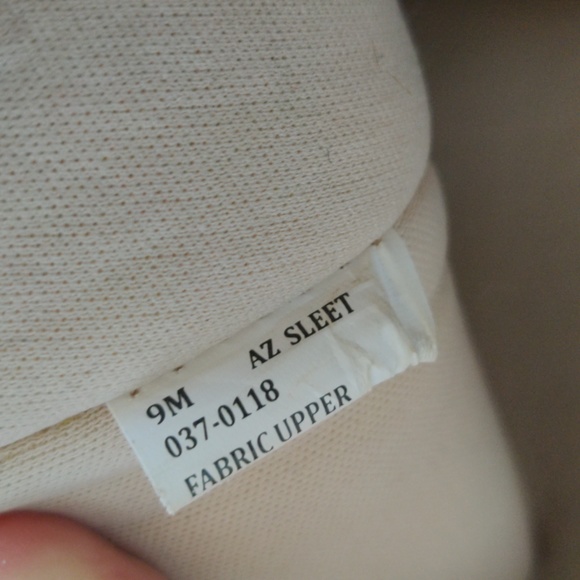 9M AZ SLEET
037-0118
FABRIC UPPER